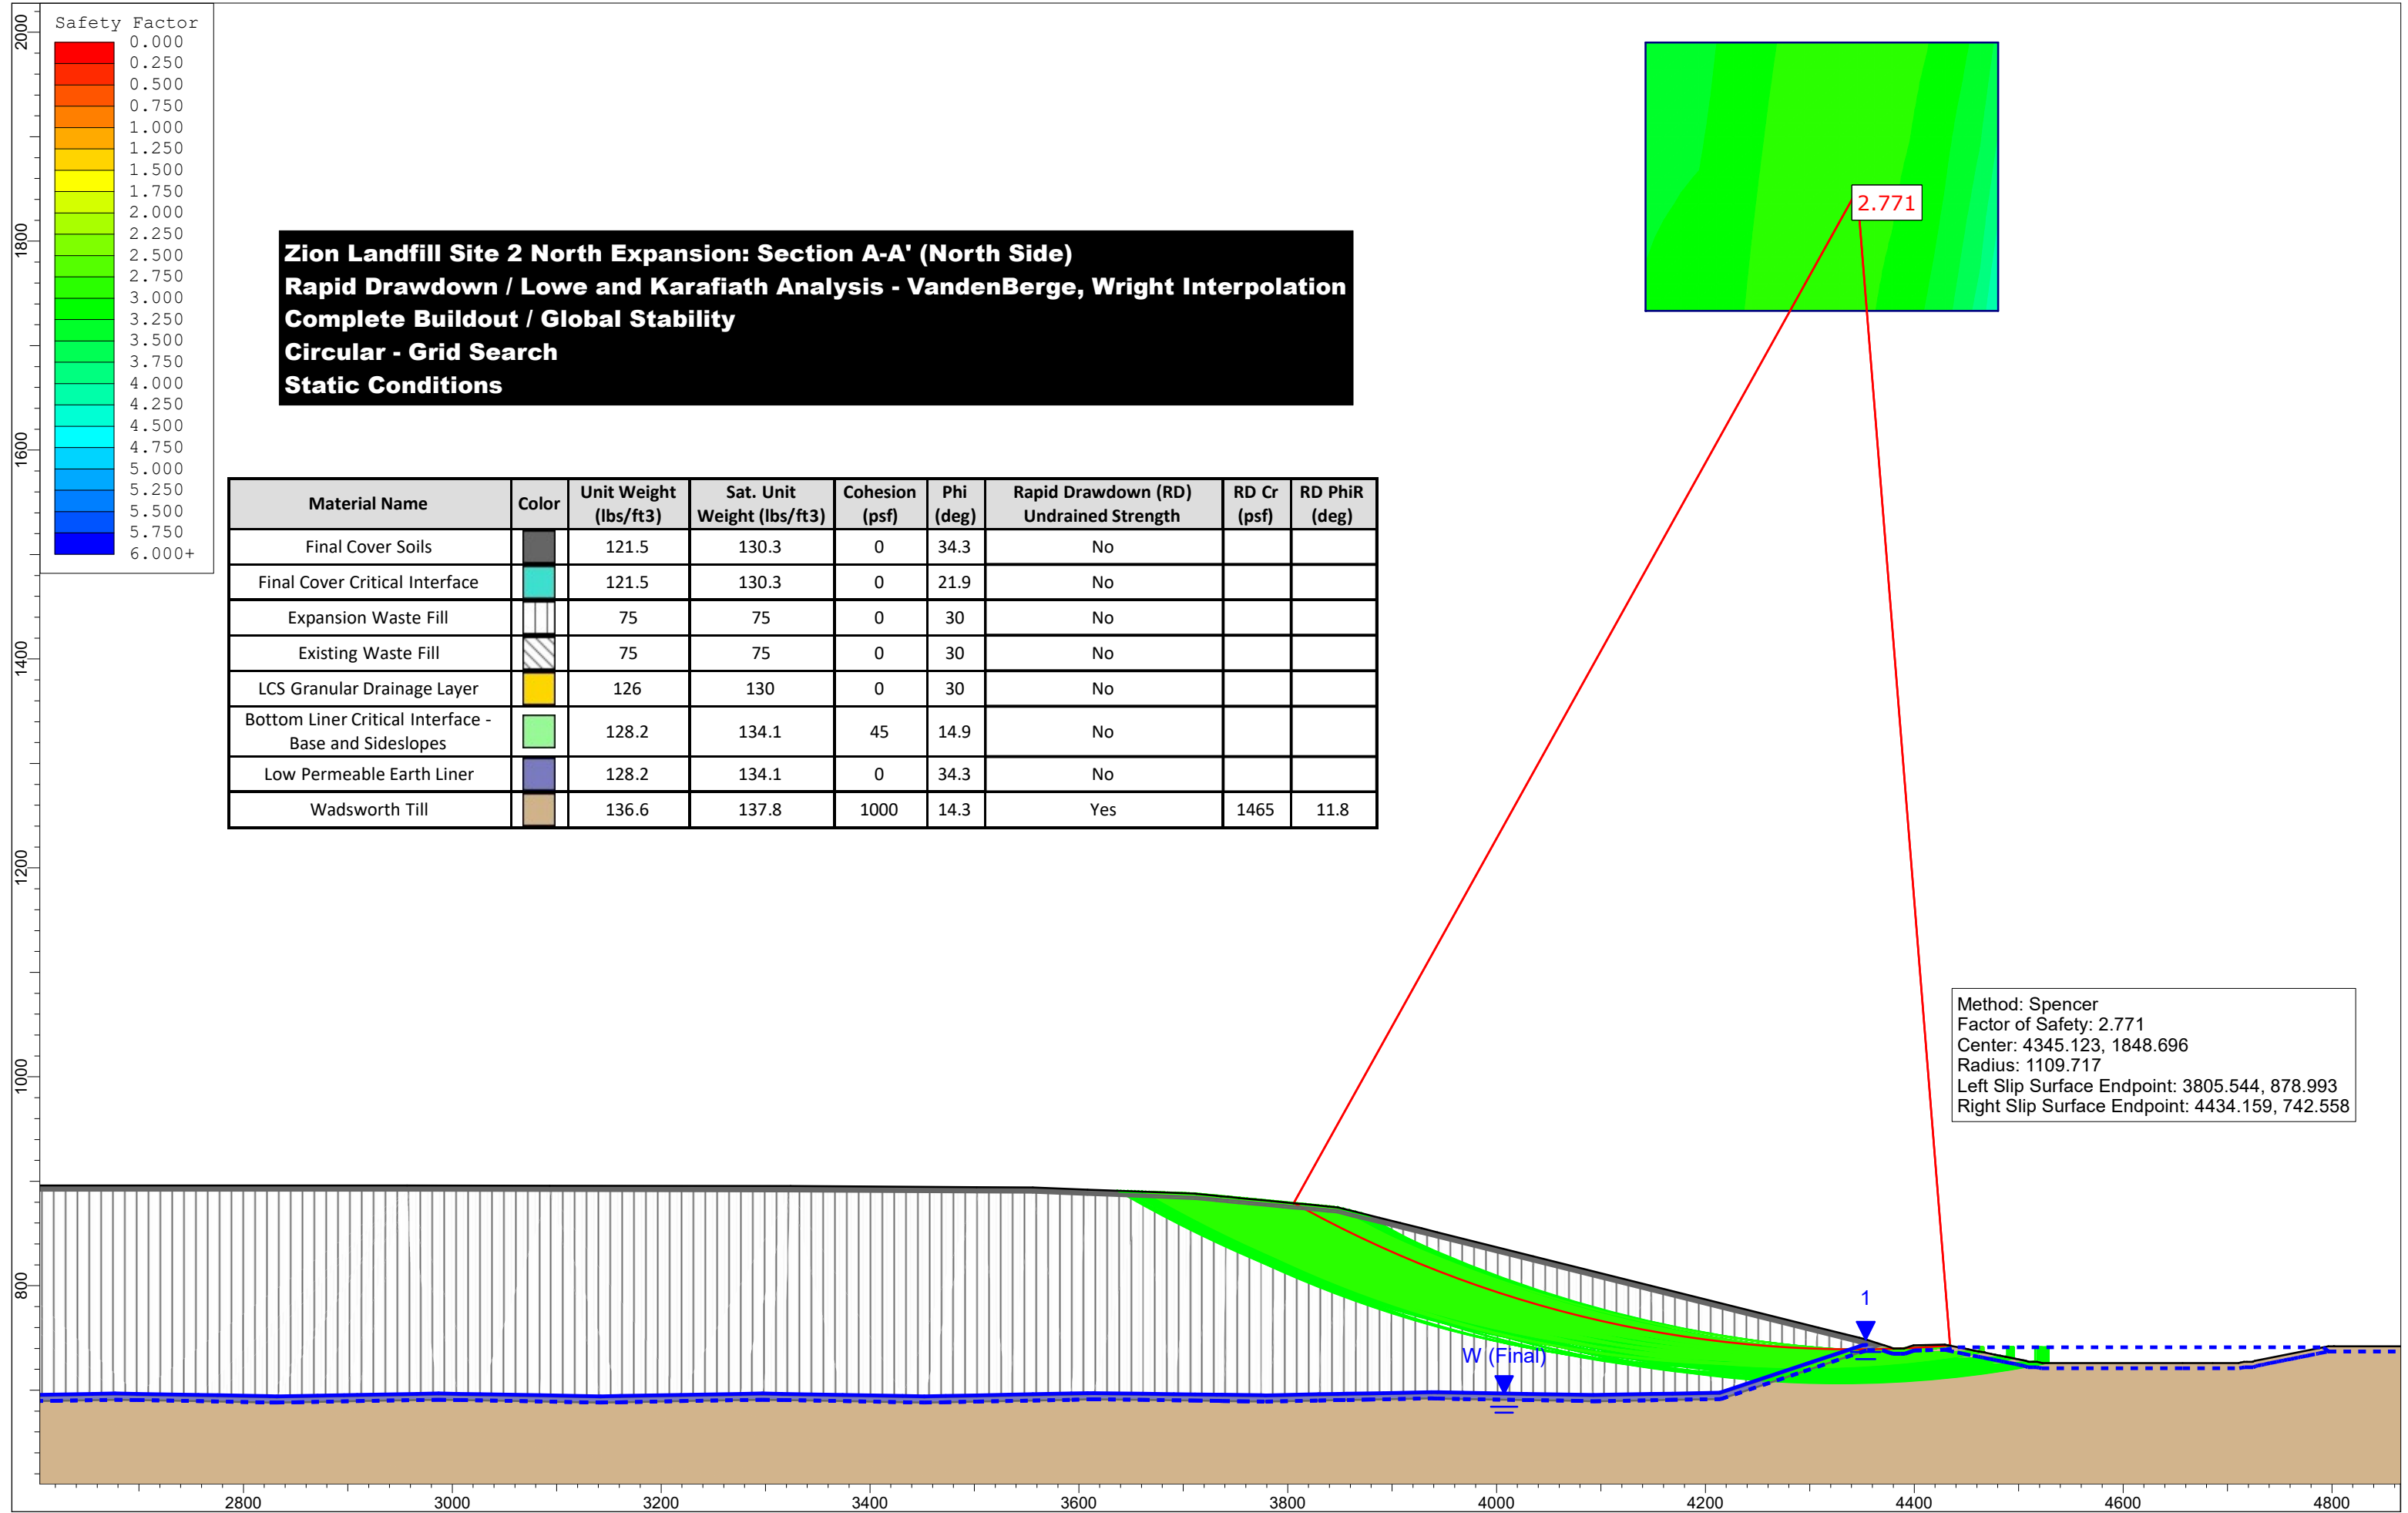 Safety Factor
0.000
0.250
0.500
0.750
1.000
1.250
1.500
1.750
2.000
2.250
2.500
2.750
3.000
3.250
3.500
3.750
4.000
4.250
4.500
4.750
5.000
5.250
5.500
5.750
6.000+
2.771
Zion Landfill Site 2 North Expansion: Section A-A' (North Side)
Rapid Drawdown / Lowe and Karafiath Analysis - VandenBerge, Wright Interpolation
Complete Buildout / Global Stability
Circular - Grid Search
Static Conditions
Material Name Color Unit Weight (lbs/ft3) Sat. Unit Weight (lbs/ft3) Cohesion (psf) Phi (deg) Rapid Drawdown (RD) Undrained Strength RD Cr (psf) RD PhiR (deg)
Final Cover Soils 121.5 130.3 0 34.3 No
Final Cover Critical Interface 121.5 130.3 0 21.9 No
Expansion Waste Fill 75 75 0 30 No
Existing Waste Fill 75 75 0 30 No
LCS Granular Drainage Layer 126 130 0 30 No
Bottom Liner Critical Interface - Base and Sideslopes 128.2 134.1 45 14.9 No
Low Permeable Earth Liner 128.2 134.1 0 34.3 No
Wadsworth Till 136.6 137.8 1000 14.3 Yes 1465 11.8
Method: Spencer
Factor of Safety: 2.771
Center: 4345.123, 1848.696
Radius: 1109.717
Left Slip Surface Endpoint: 3805.544, 878.993
Right Slip Surface Endpoint: 4434.159, 742.558
1
W (Final)
2000
1800
1600
1400
1200
1000
800
2800 3000 3200 3400 3600 3800 4000 4200 4400 4600 4800